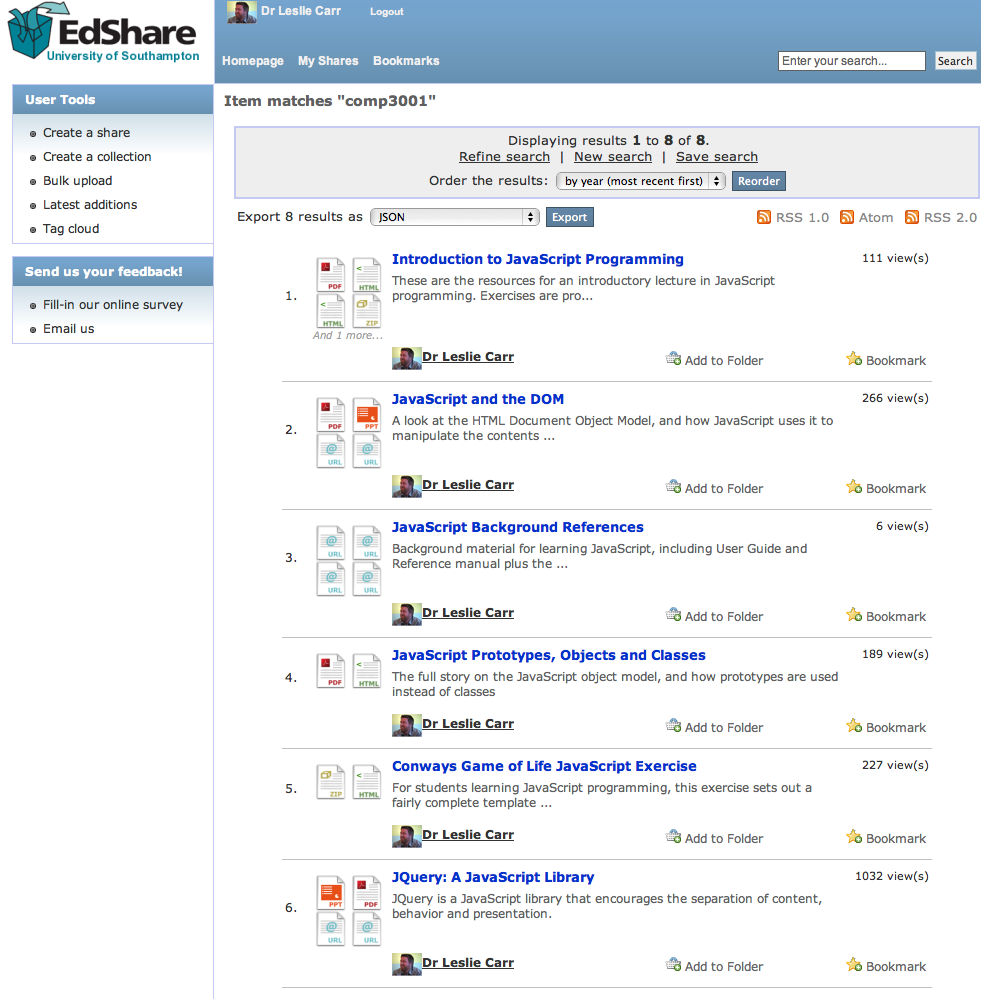 EdShare
University of Southampton
Dr Leslie Carr Logout
Homepage My Shares Bookmarks
Enter your search... Search
User Tools
Create a share
Create a collection
Bulk upload
Latest additions
Tag cloud
Send us your feedback!
Fill-in our online survey
Email us
Item matches "comp3001"
Displaying results 1 to 8 of 8.
Refine search | New search | Save search
Order the results: by year (most recent first) Reorder
Export 8 results as JSON Export
RSS 1.0 Atom RSS 2.0
1.
PDF HTML
HTML ZIP
And 1 more...
Introduction to JavaScript Programming
111 view(s)
These are the resources for an introductory lecture in JavaScript
programming. Exercises are pro...
Dr Leslie Carr Add to Folder Bookmark
2.
PDF PPT
URL URL
JavaScript and the DOM
266 view(s)
A look at the HTML Document Object Model, and how JavaScript uses it to
manipulate the contents ...
Dr Leslie Carr Add to Folder Bookmark
3.
URL URL
URL URL
JavaScript Background References
6 view(s)
Background material for learning JavaScript, including User Guide and
Reference manual plus the ...
Dr Leslie Carr Add to Folder Bookmark
4.
PDF HTML
JavaScript Prototypes, Objects and Classes
189 view(s)
The full story on the JavaScript object model, and how prototypes are used
instead of classes
Dr Leslie Carr Add to Folder Bookmark
5.
ZIP HTML
Conways Game of Life JavaScript Exercise
227 view(s)
For students learning JavaScript programming, this exercise sets out a
fairly complete template ...
Dr Leslie Carr Add to Folder Bookmark
6.
PPT PDF
URL URL
JQuery: A JavaScript Library
1032 view(s)
JQuery is a JavaScript library that encourages the separation of content,
behavior and presentation.
Dr Leslie Carr Add to Folder Bookmark